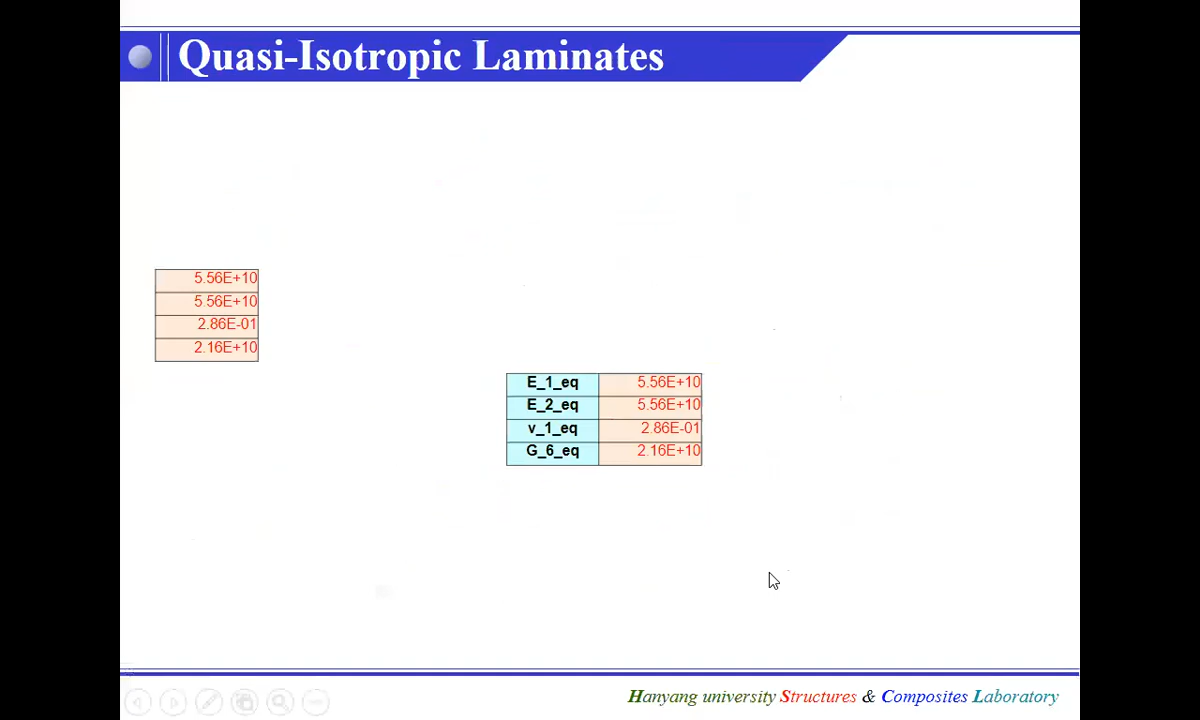 Quasi-Isotropic Laminates
5.56E+10
5.56E+10
2.86E-01
2.16E+10
E_1_eq 5.56E+10
E_2_eq 5.56E+10
v_1_eq 2.86E-01
G_6_eq 2.16E+10
Hanyang university Structures & Composites Laboratory